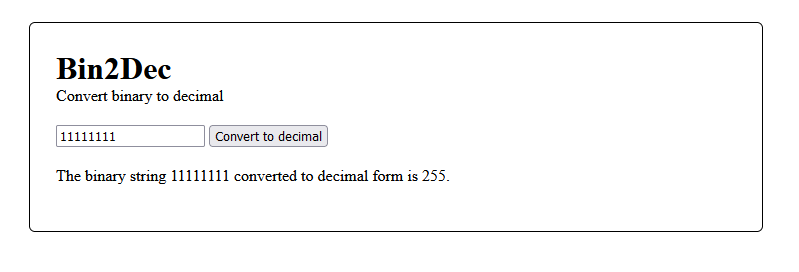 Bin2Dec
Convert binary to decimal
11111111 Convert to decimal
The binary string 11111111 converted to decimal form is 255.